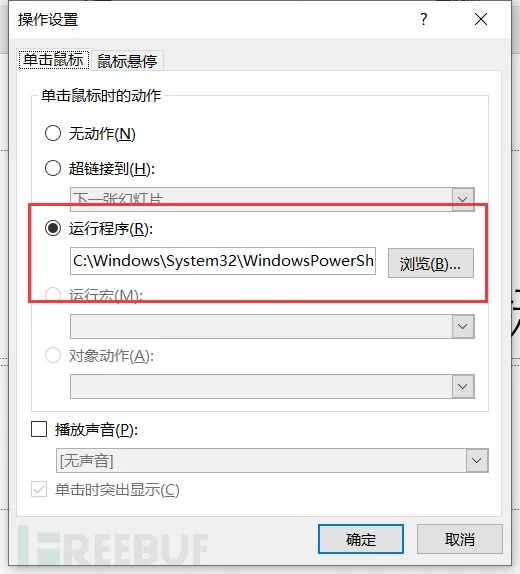 操作设置
单击鼠标
鼠标悬停
单击鼠标时的动作
无动作(N)
超链接到(H):
下一张幻灯片
运行程序(R):
C:\Windows\System32\WindowsPowerSh
浏览(B)...
运行宏(M):
对象动作(A):
播放声音(P):
[无声音]
单击时突出显示(C)
确定
取消
FREEBUF